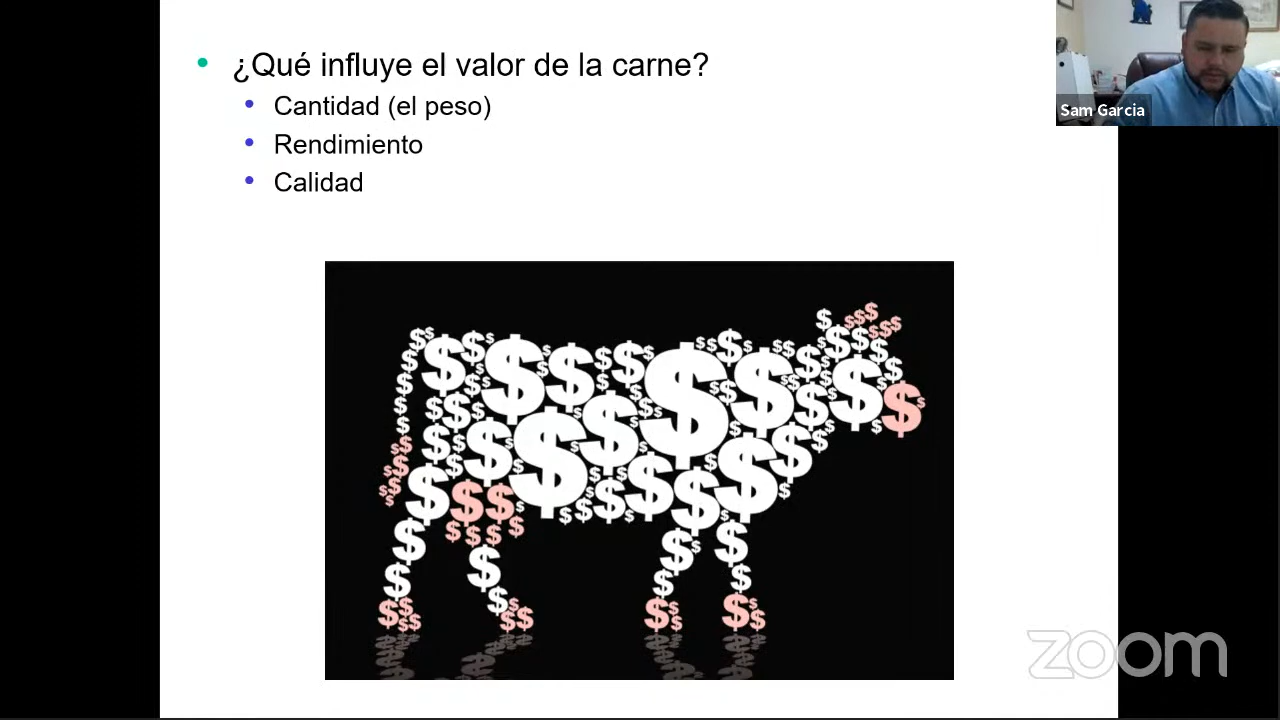 ¿Qué influye el valor de la carne?
Cantidad (el peso)
Rendimiento
Calidad
Sam Garcia
zoom